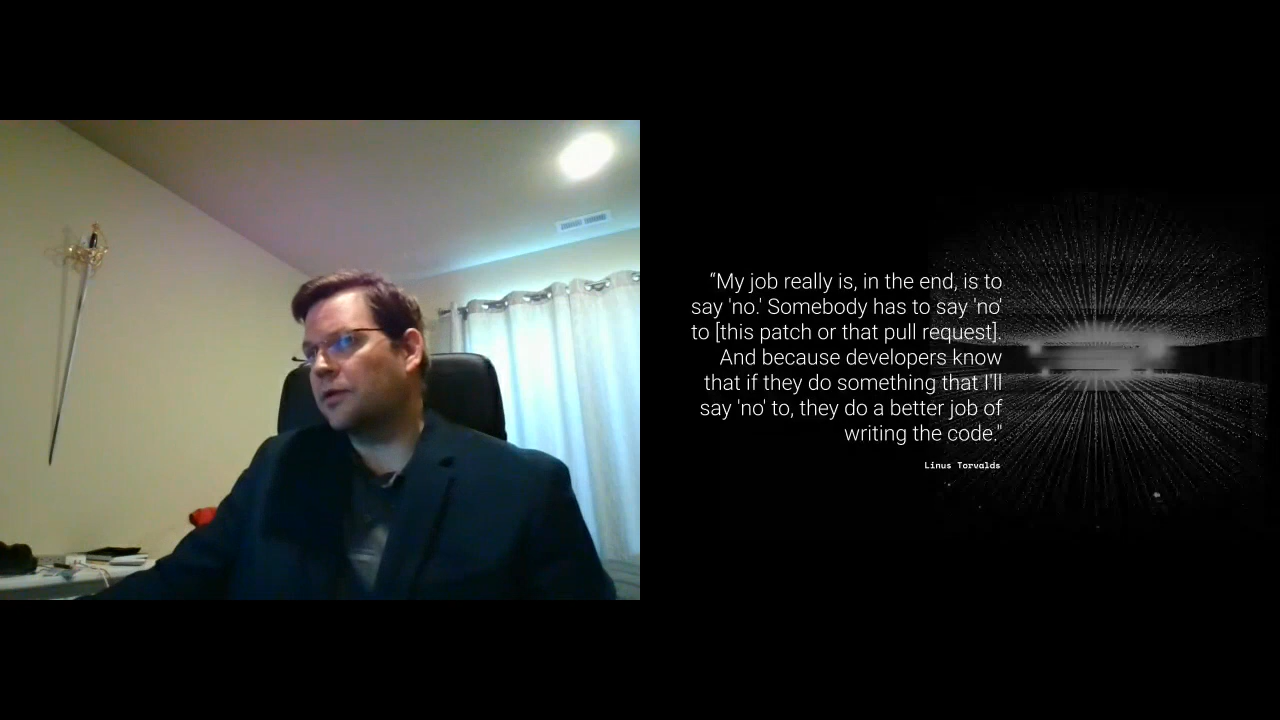 “My job really is, in the end, is to
say 'no.' Somebody has to say 'no'
to [this patch or that pull request].
And because developers know
that if they do something that I'll
say 'no' to, they do a better job of
writing the code."
Linus Torvalds